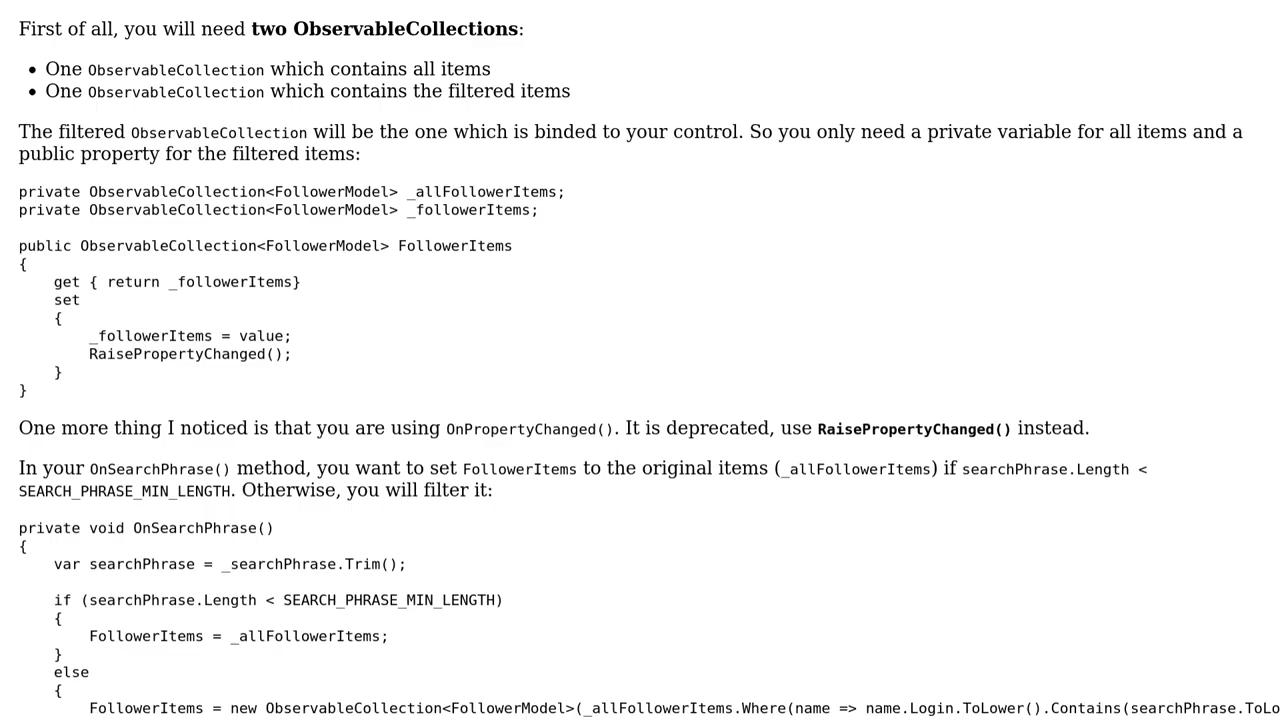 First of all, you will need two ObservableCollections:
• One ObservableCollection which contains all items
• One ObservableCollection which contains the filtered items
The filtered ObservableCollection will be the one which is binded to your control. So you only need a private variable for all items and a
public property for the filtered items:
private ObservableCollection<FollowerModel> _allFollowerItems;
private ObservableCollection<FollowerModel> _followerItems;
public ObservableCollection<FollowerModel> FollowerItems
{
    get { return _followerItems}
    set
    {
        _followerItems = value;
        RaisePropertyChanged();
    }
}
One more thing I noticed is that you are using OnPropertyChanged(). It is deprecated, use RaisePropertyChanged() instead.
In your OnSearchPhrase() method, you want to set FollowerItems to the original items (_allFollowerItems) if searchPhrase.Length <
SEARCH_PHRASE_MIN_LENGTH. Otherwise, you will filter it:
private void OnSearchPhrase()
{
    var searchPhrase = _searchPhrase.Trim();
    if (searchPhrase.Length < SEARCH_PHRASE_MIN_LENGTH)
    {
        FollowerItems = _allFollowerItems;
    }
    else
    {
        FollowerItems = new ObservableCollection<FollowerModel>(_allFollowerItems.Where(name => name.Login.ToLower().Contains(searchPhrase.ToLo